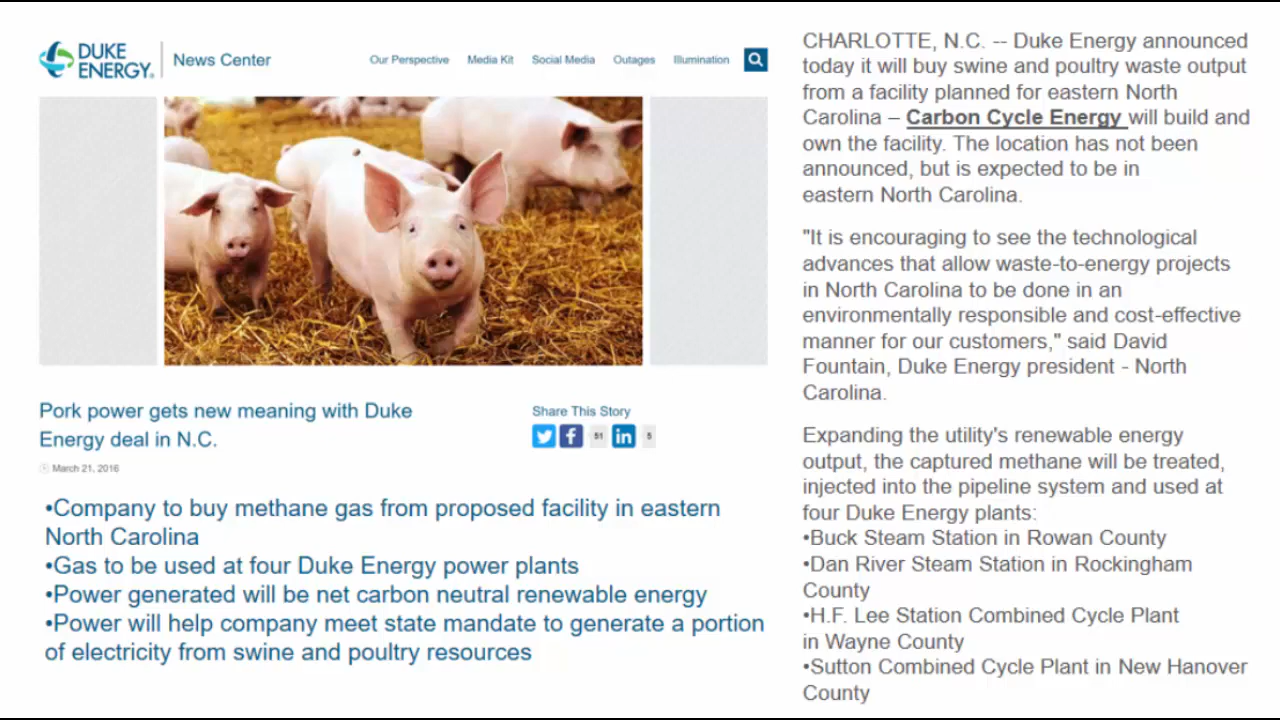 DUKE
ENERGY®
News Center
Our Perspective Media Kit Social Media Outages Illumination
Pork power gets new meaning with Duke
Energy deal in N.C.
March 21, 2016
Share This Story
51 in 5
•Company to buy methane gas from proposed facility in eastern
North Carolina
•Gas to be used at four Duke Energy power plants
•Power generated will be net carbon neutral renewable energy
•Power will help company meet state mandate to generate a portion
of electricity from swine and poultry resources
CHARLOTTE, N.C. -- Duke Energy announced
today it will buy swine and poultry waste output
from a facility planned for eastern North
Carolina – Carbon Cycle Energy will build and
own the facility. The location has not been
announced, but is expected to be in
eastern North Carolina.
"It is encouraging to see the technological
advances that allow waste-to-energy projects
in North Carolina to be done in an
environmentally responsible and cost-effective
manner for our customers," said David
Fountain, Duke Energy president - North
Carolina.
Expanding the utility's renewable energy
output, the captured methane will be treated,
injected into the pipeline system and used at
four Duke Energy plants:
•Buck Steam Station in Rowan County
•Dan River Steam Station in Rockingham
County
•H.F. Lee Station Combined Cycle Plant
in Wayne County
•Sutton Combined Cycle Plant in New Hanover
County